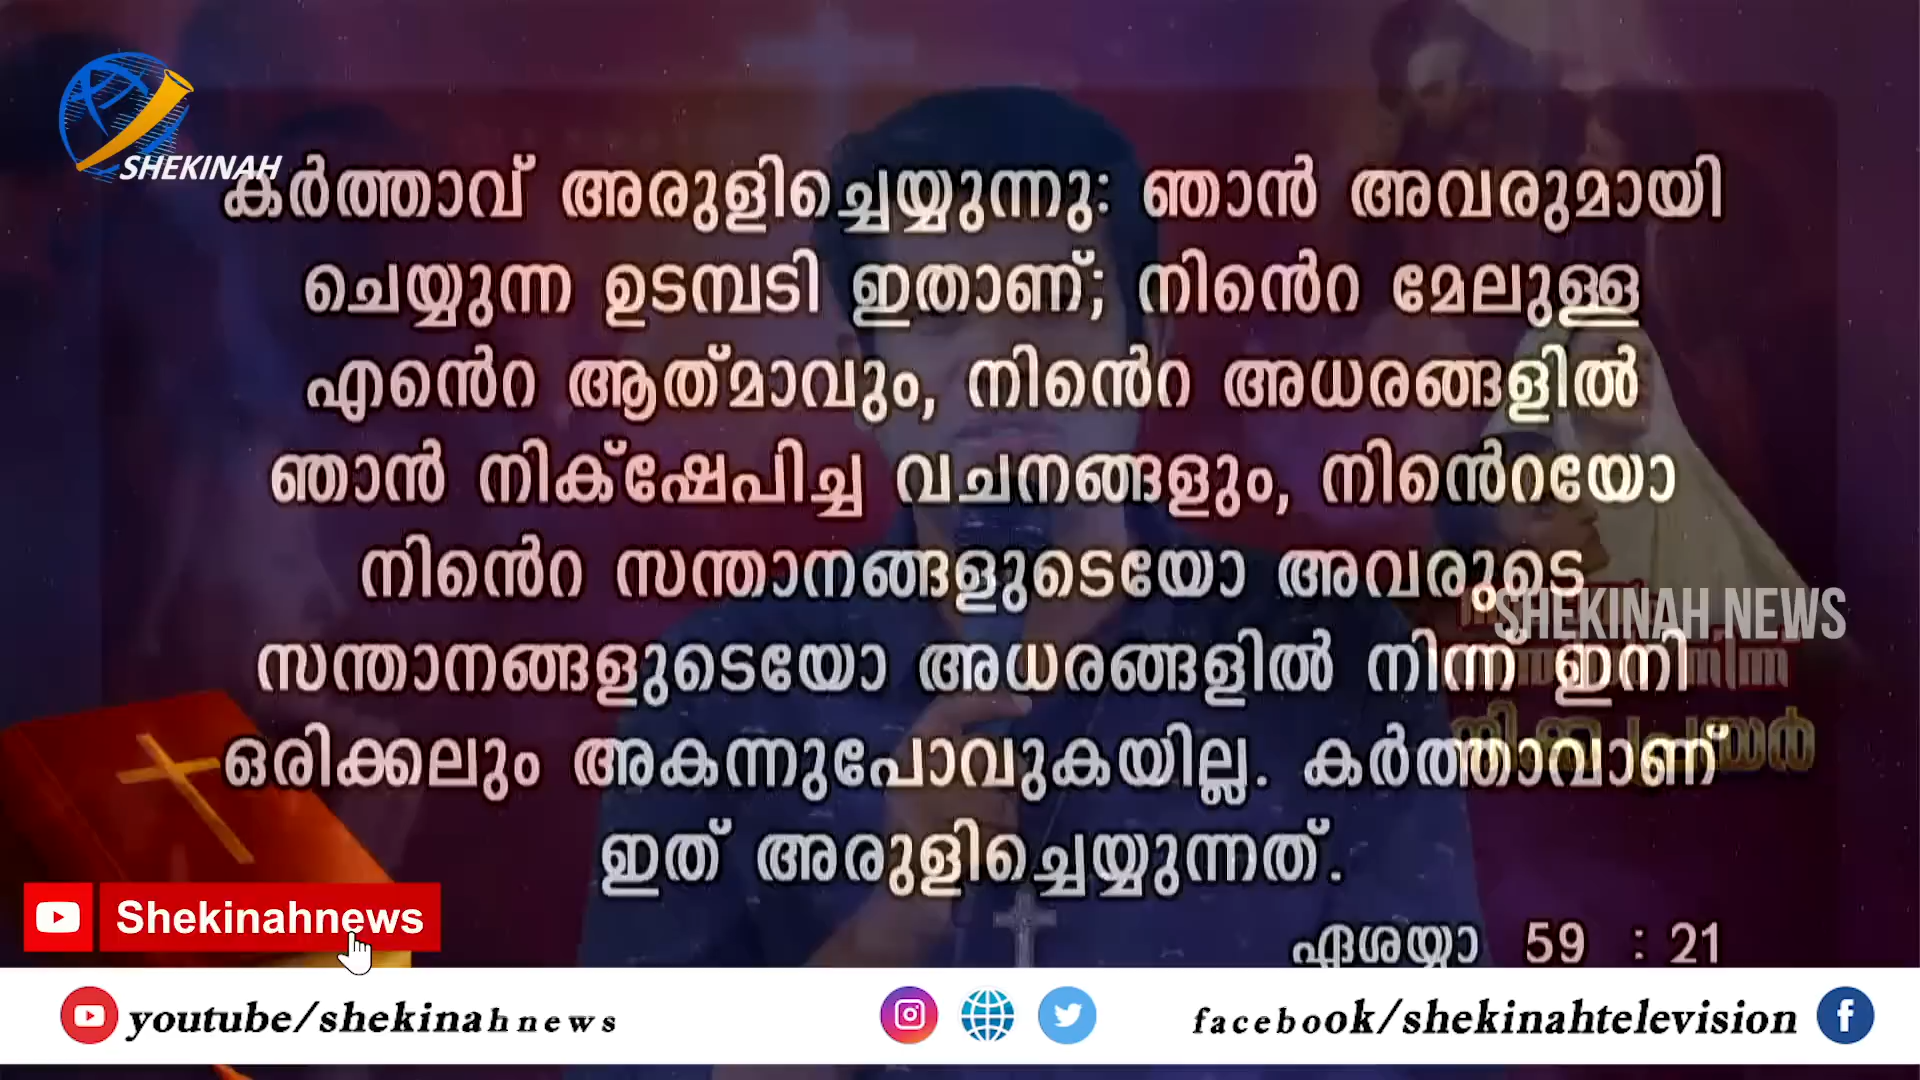 SHEKINAH
കർത്താവ് അരുളിച്ചെയ്യുന്നു: ഞാൻ അവരുമായി
ചെയ്യുന്ന ഉടമ്പടി ഇതാണ്; നിൻെറ മേലുള്ള
എൻെറ ആത്മാവും, നിൻെറ അധരങ്ങളിൽ
ഞാൻ നിക്ഷേപിച്ച വചനങ്ങളും, നിൻെറയോ
നിൻെറ സന്താനങ്ങളുടെയോ അവരുടെ
SHEKINAH NEWS
സന്താനങ്ങളുടെയോ അധരങ്ങളിൽ നിന്ന് ഇനി
ഒരിക്കലും അകന്നുപോവുകയില്ല. കർത്താവാണ്
ഇത് അരുളിച്ചെയ്യുന്നത്.
Shekinahnews
ഏശയ്യാ 59 : 21
youtube/shekinahnews
facebook/shekinahtelevision